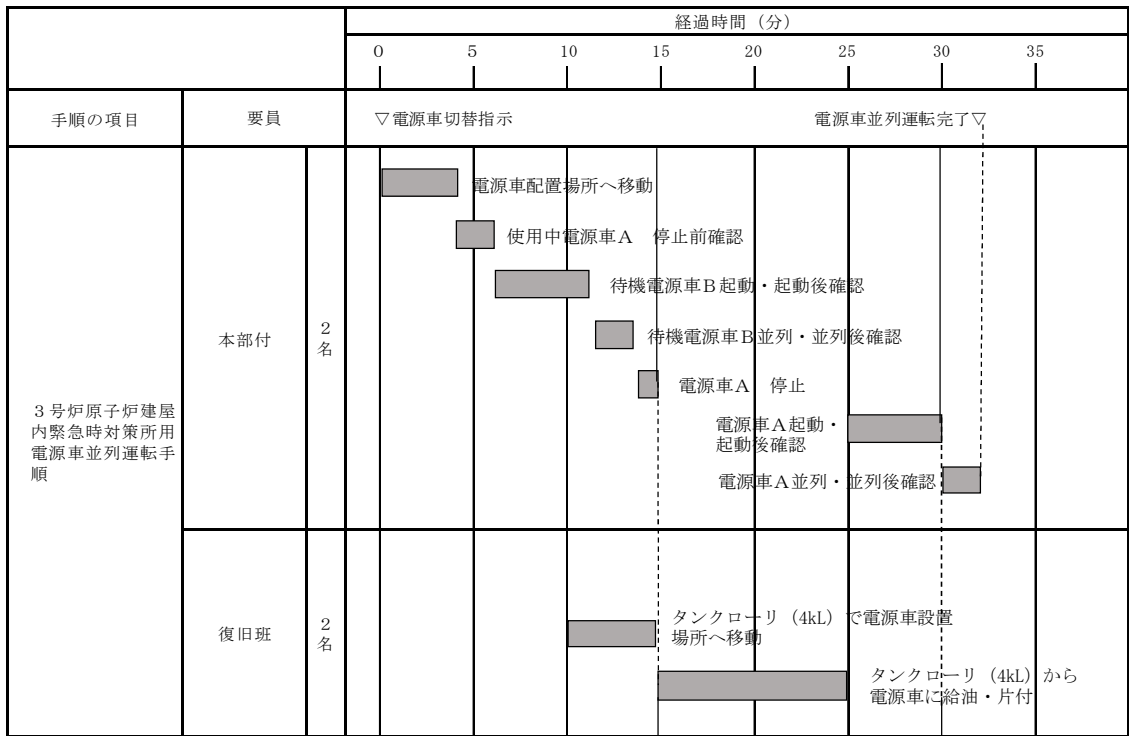 経過時間（分）
0 5 10 15 20 25 30 35
手順の項目 要員 ▽電源車切替指示 電源車並列運転完了▽
電源車配置場所へ移動
使用中電源車Ａ　停止前確認
待機電源車Ｂ起動・起動後確認
待機電源車Ｂ並列・並列後確認
電源車Ａ　停止
電源車Ａ起動・
起動後確認
電源車Ａ並列・並列後確認
本部付
２
名
３号炉原子炉建屋
内緊急時対策所用
電源車並列運転手
順
復旧班
２
名
タンクローリ（4kL）で電源車設置
場所へ移動
タンクローリ（4kL）から
電源車に給油・片付